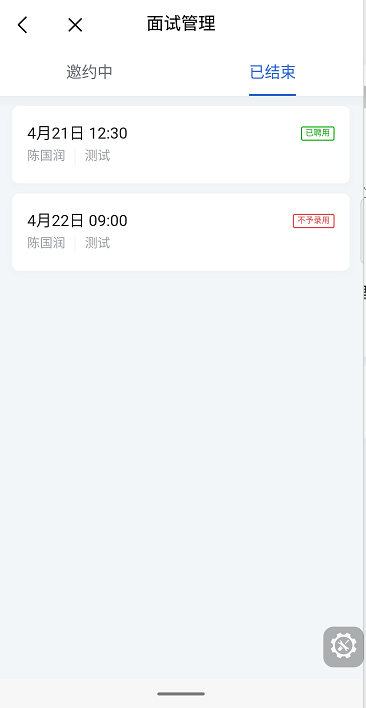 面试管理
邀约中 已结束
4月21日 12:30 已聘用
陈国润 测试
4月22日 09:00 不予录用
陈国润 测试